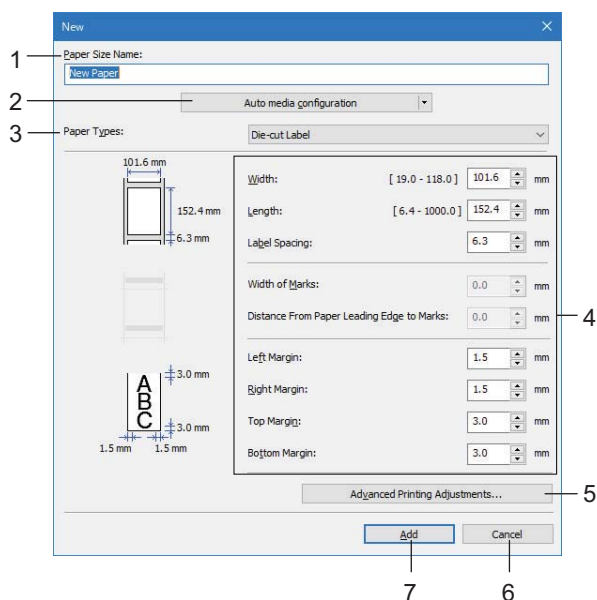 New
1
Paper Size Name:
New Paper
2
Auto media configuration
3
Paper Types:
Die-cut Label
101.6 mm
152.4 mm
6.3 mm
Width: [ 19.0 - 118.0 ] 101.6 mm
Length: [ 6.4 - 1000.0 ] 152.4 mm
Label Spacing: 6.3 mm
Width of Marks: 0.0 mm
Distance From Paper Leading Edge to Marks: 0.0 mm
4
Left Margin: 1.5 mm
Right Margin: 1.5 mm
Top Margin: 3.0 mm
Bottom Margin: 3.0 mm
3.0 mm
A
B
C
3.0 mm
1.5 mm 1.5 mm
Advanced Printing Adjustments...
5
Add Cancel
7 6